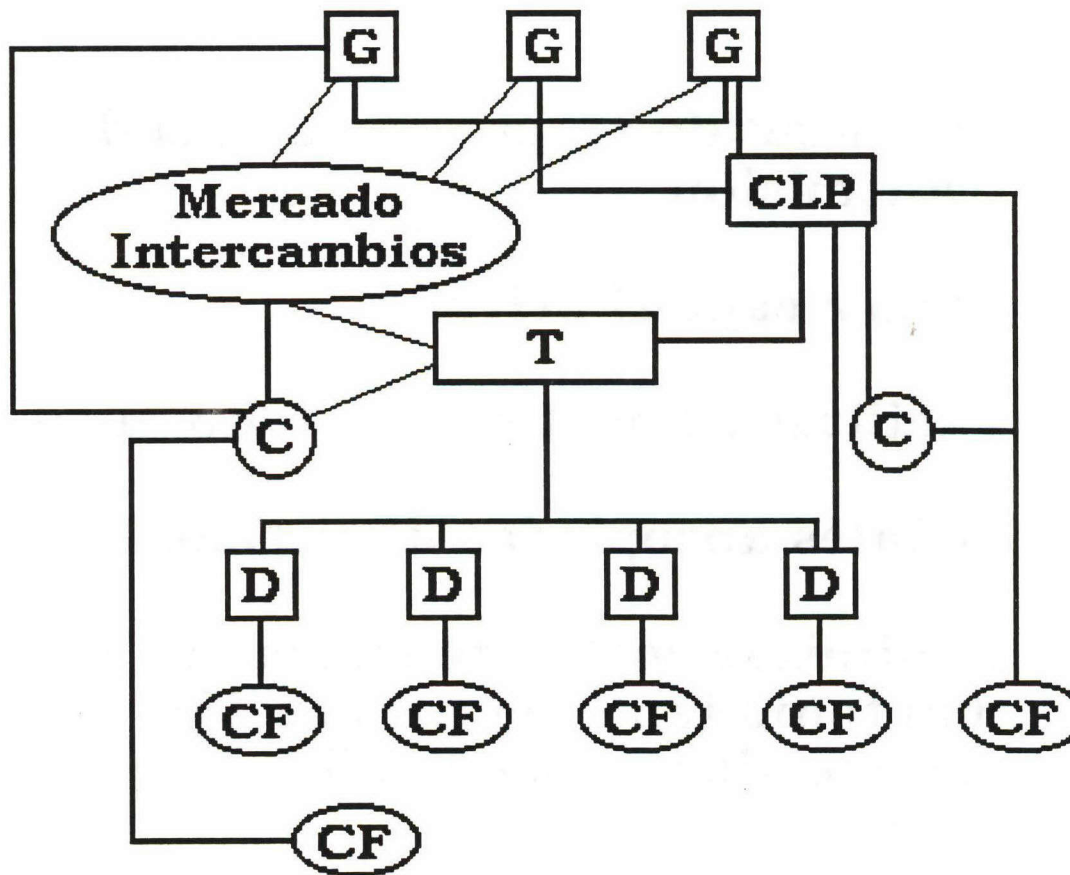 G G G
CLP
Mercado
Intercambios
T
C C
D D D D
CF CF CF CF CF
CF